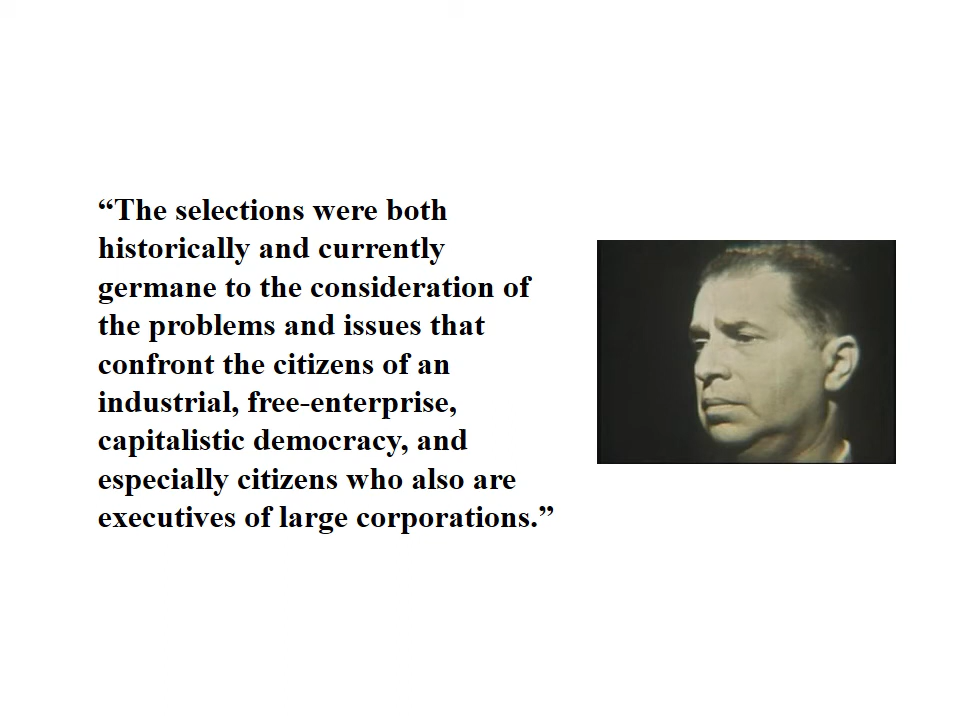 “The selections were both
historically and currently
germane to the consideration of
the problems and issues that
confront the citizens of an
industrial, free-enterprise,
capitalistic democracy, and
especially citizens who also are
executives of large corporations.”